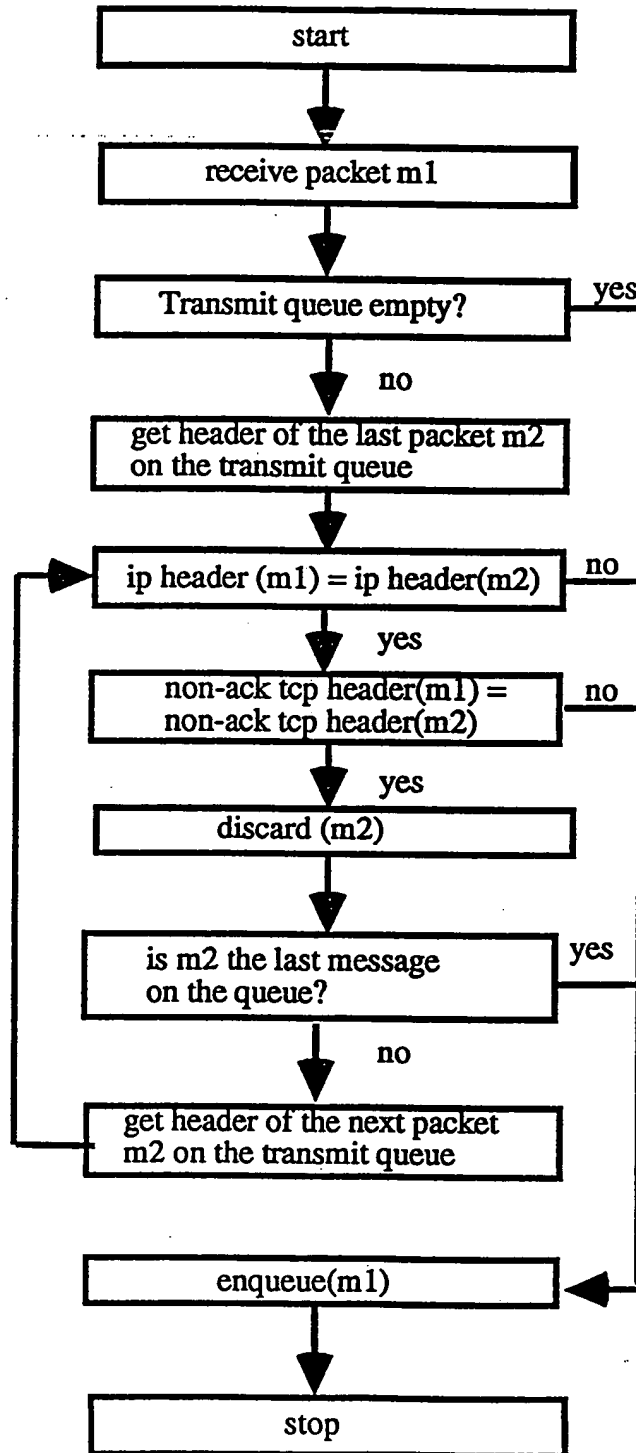 start
receive packet m1
Transmit queue empty?
yes
no
get header of the last packet m2
on the transmit queue
ip header (m1) = ip header(m2)
no
yes
non-ack tcp header(m1) =
non-ack tcp header(m2)
no
yes
discard (m2)
is m2 the last message
on the queue?
yes
no
get header of the next packet
m2 on the transmit queue
enqueue(m1)
stop